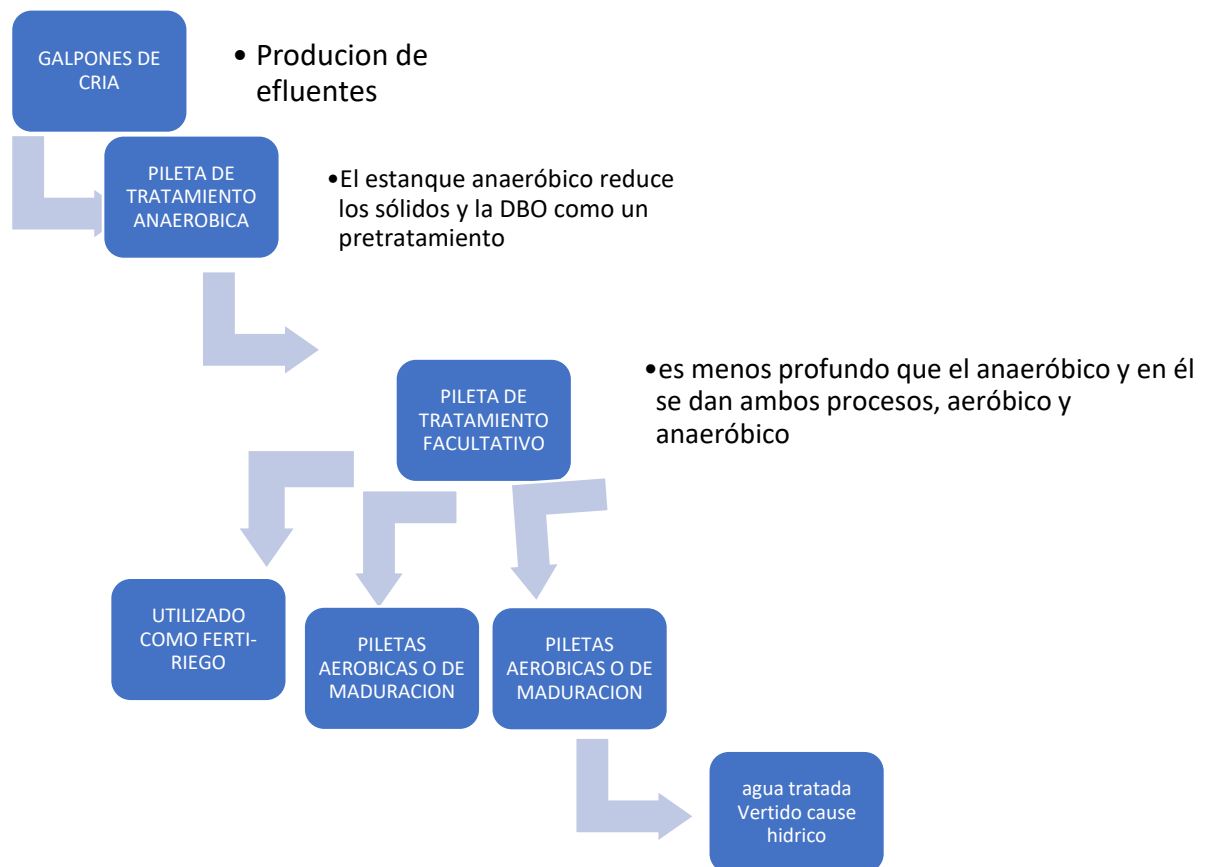 GALPONES DE
CRIA
• Producion de
efluentes
PILETA DE
TRATAMIENTO
ANAEROBICA
•El estanque anaeróbico reduce
los sólidos y la DBO como un
pretratamiento
PILETA DE
TRATAMIENTO
FACULTATIVO
•es menos profundo que el anaeróbico y en él
se dan ambos procesos, aeróbico y
anaeróbico
UTILIZADO
COMO FERTI-
RIEGO
PILETAS
AEROBICAS O DE
MADURACION
PILETAS
AEROBICAS O DE
MADURACION
agua tratada
Vertido cause
hidrico